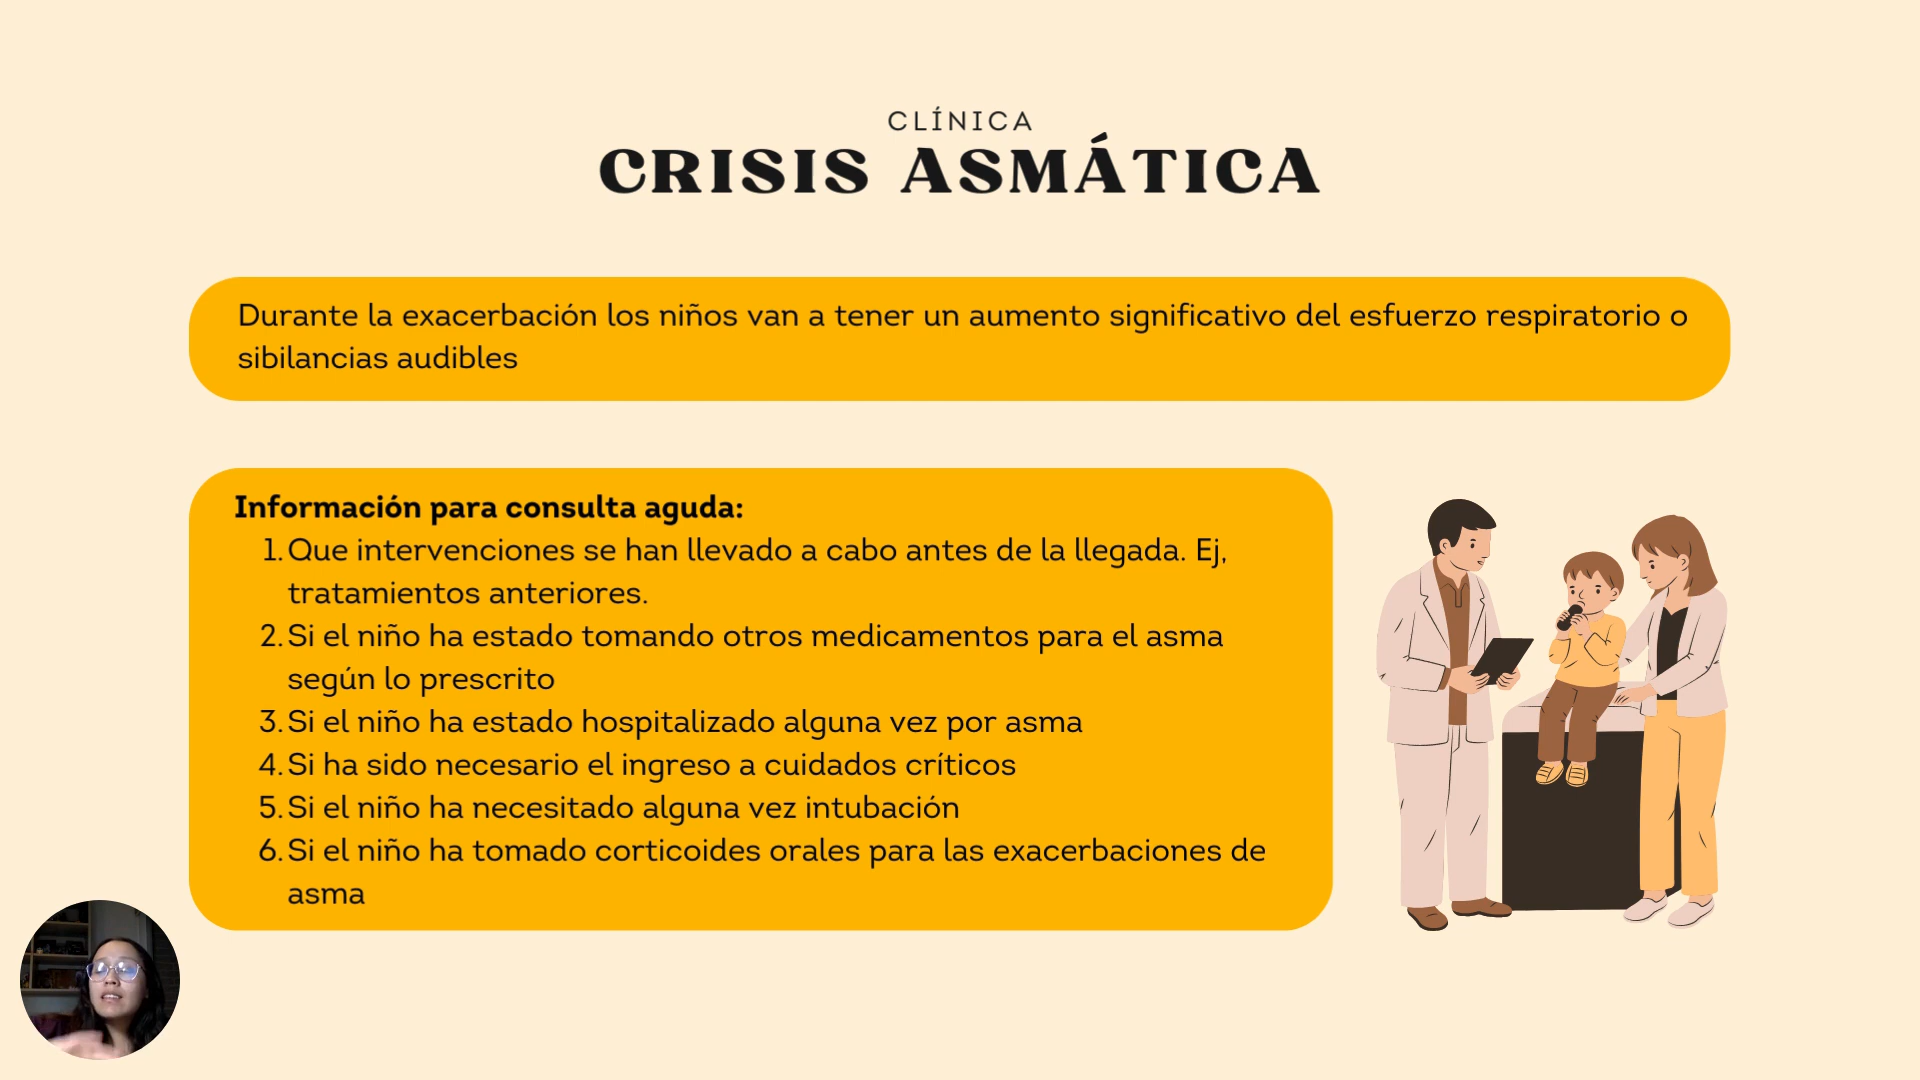 CLÍNICA
CRISIS ASMÁTICA
Durante la exacerbación los niños van a tener un aumento significativo del esfuerzo respiratorio o
sibilancias audibles
Información para consulta aguda:
1. Que intervenciones se han llevado a cabo antes de la llegada. Ej,
tratamientos anteriores.
2. Si el niño ha estado tomando otros medicamentos para el asma
según lo prescrito
3. Si el niño ha estado hospitalizado alguna vez por asma
4. Si ha sido necesario el ingreso a cuidados críticos
5. Si el niño ha necesitado alguna vez intubación
6. Si el niño ha tomado corticoides orales para las exacerbaciones de
asma